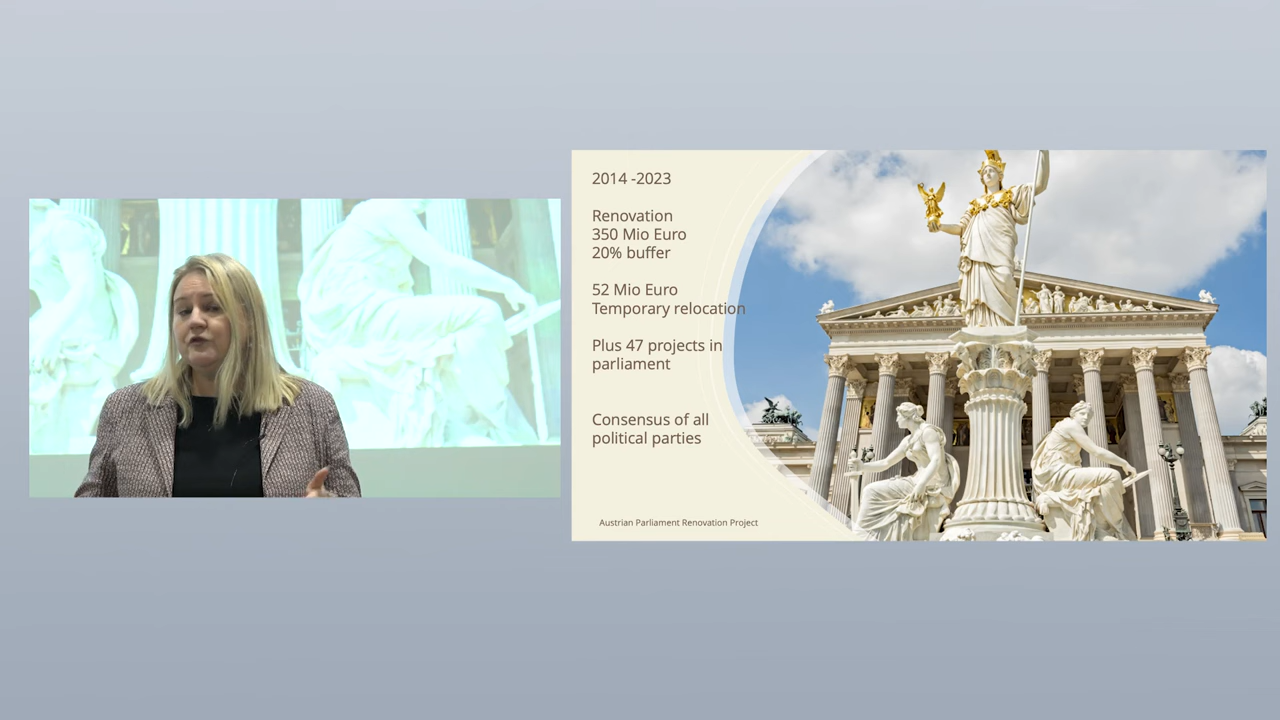 2014 -2023
Renovation
350 Mio Euro
20% buffer
52 Mio Euro
Temporary relocation
Plus 47 projects in
parliament
Consensus of all
political parties
Austrian Parliament Renovation Project